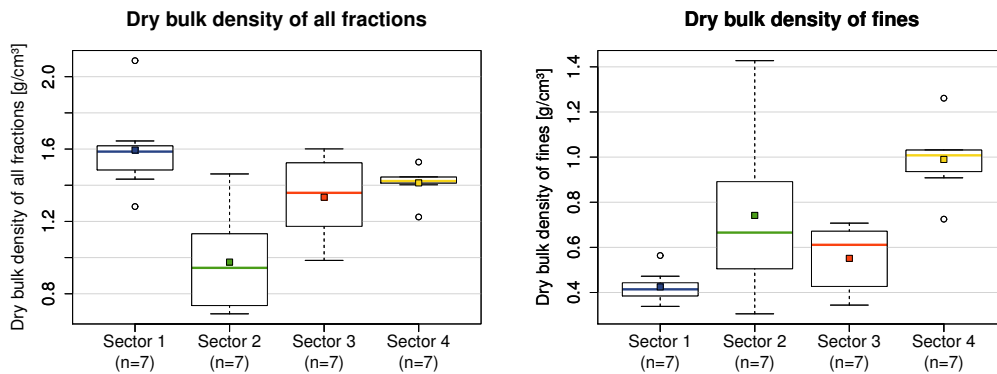 Dry bulk density of all fractions
Dry bulk density of all fractions [g/cm³]
2.0
1.6
1.2
0.8
Sector 1 Sector 2 Sector 3 Sector 4
(n=7) (n=7) (n=7) (n=7)
Dry bulk density of fines
Dry bulk density of fines [g/cm³]
1.4
1.2
1.0
0.8
0.6
0.4
Sector 1 Sector 2 Sector 3 Sector 4
(n=7) (n=7) (n=7) (n=7)